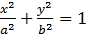 x²/a² + y²/b² = 1